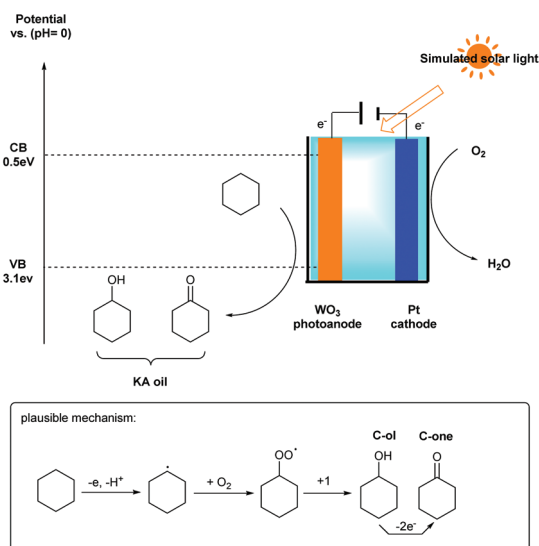 Potential
vs. (pH= 0)
Simulated solar light
e⁻
e⁻
CB
0.5eV
O₂
VB
3.1ev
H₂O
OH
O
WO₃
photoanode
Pt
cathode
KA oil
plausible mechanism:
C-ol
C-one
OO•
OH
O
-e, -H⁺
+ O₂
+1
-2e⁻